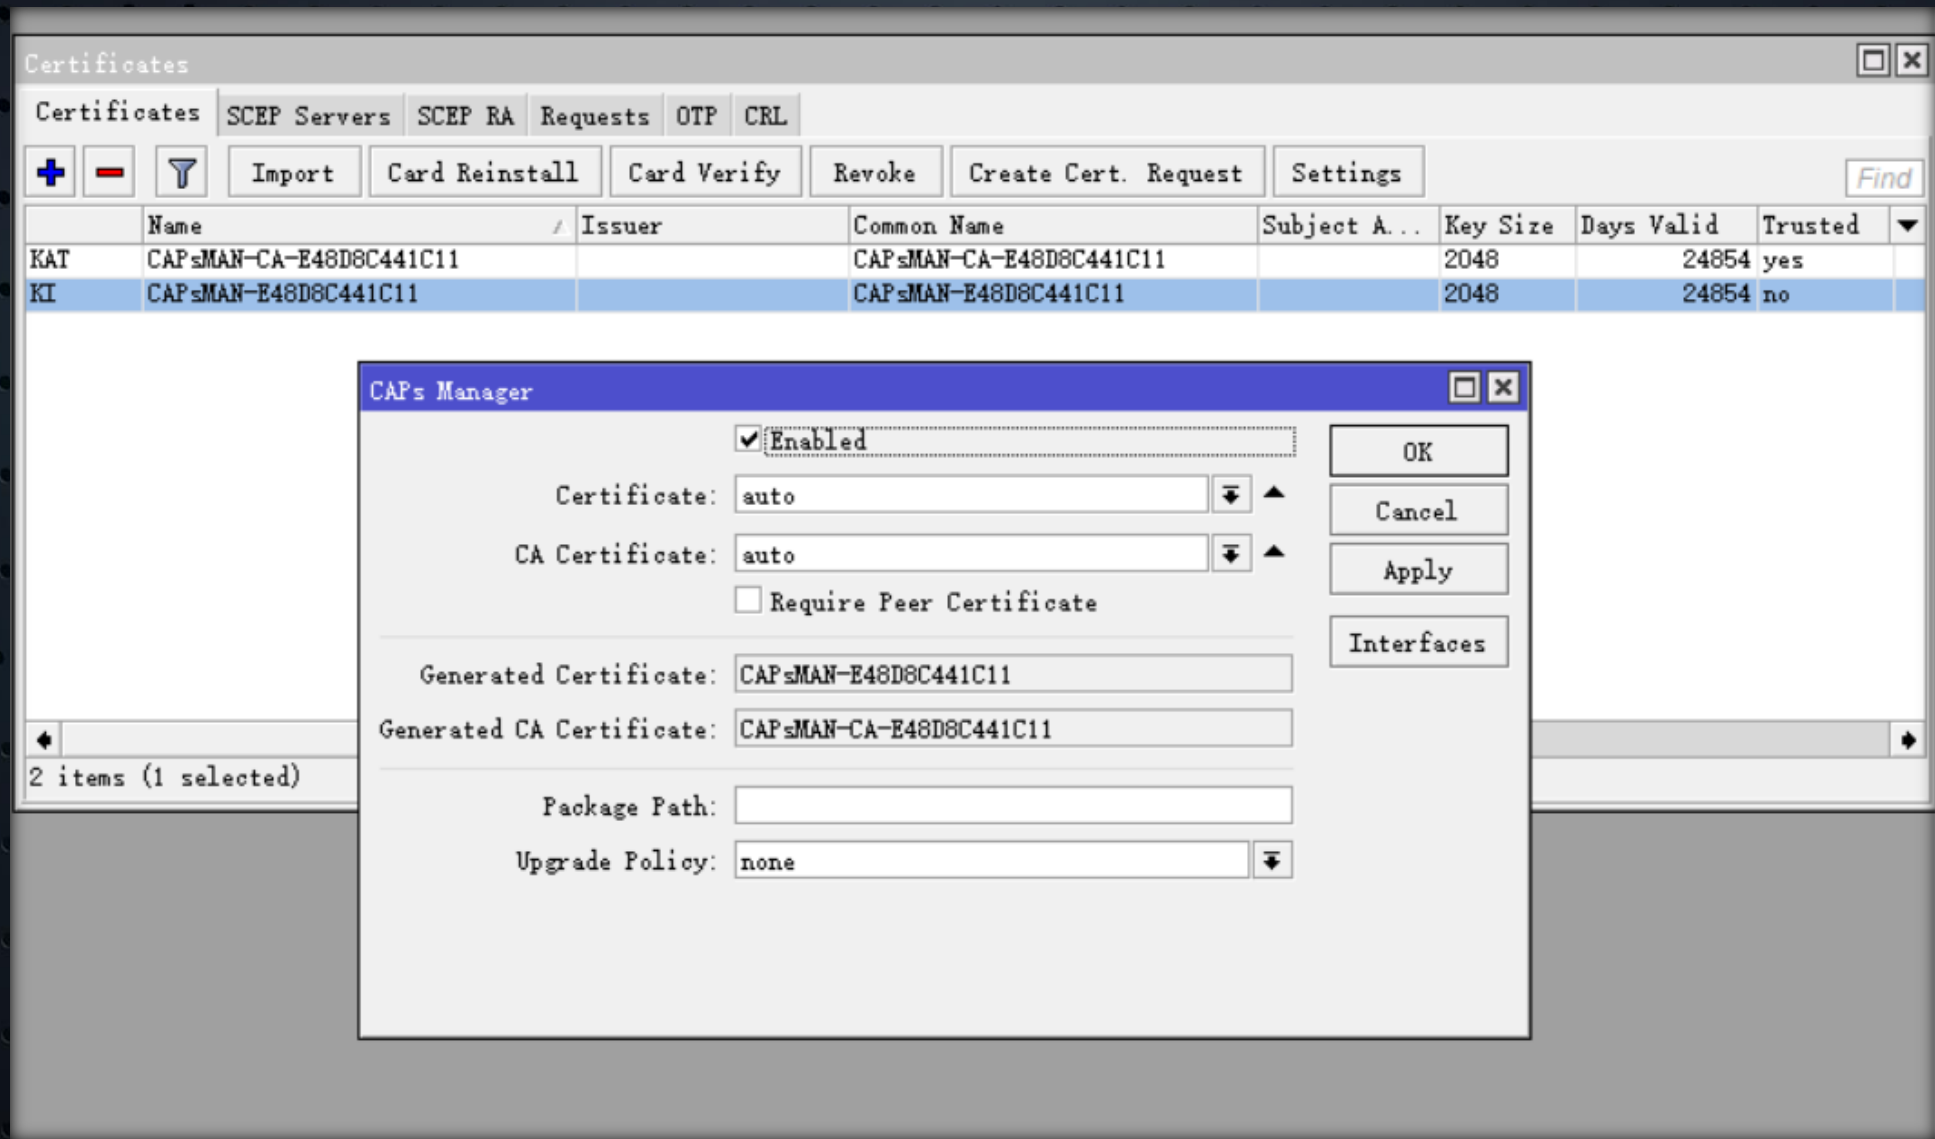 Certificates
Certificates SCEP Servers SCEP RA Requests OTP CRL
Import Card Reinstall Card Verify Revoke Create Cert. Request Settings Find
Name Issuer Common Name Subject A... Key Size Days Valid Trusted
KAT CAPsMAN-CA-E48D8C441C11 CAPsMAN-CA-E48D8C441C11 2048 24854 yes
KI CAPsMAN-E48D8C441C11 CAPsMAN-E48D8C441C11 2048 24854 no
CAPs Manager
Enabled
OK
Certificate: auto
Cancel
CA Certificate: auto
Apply
Require Peer Certificate
Interfaces
Generated Certificate: CAPsMAN-E48D8C441C11
Generated CA Certificate: CAPsMAN-CA-E48D8C441C11
2 items (1 selected)
Package Path:
Upgrade Policy: none